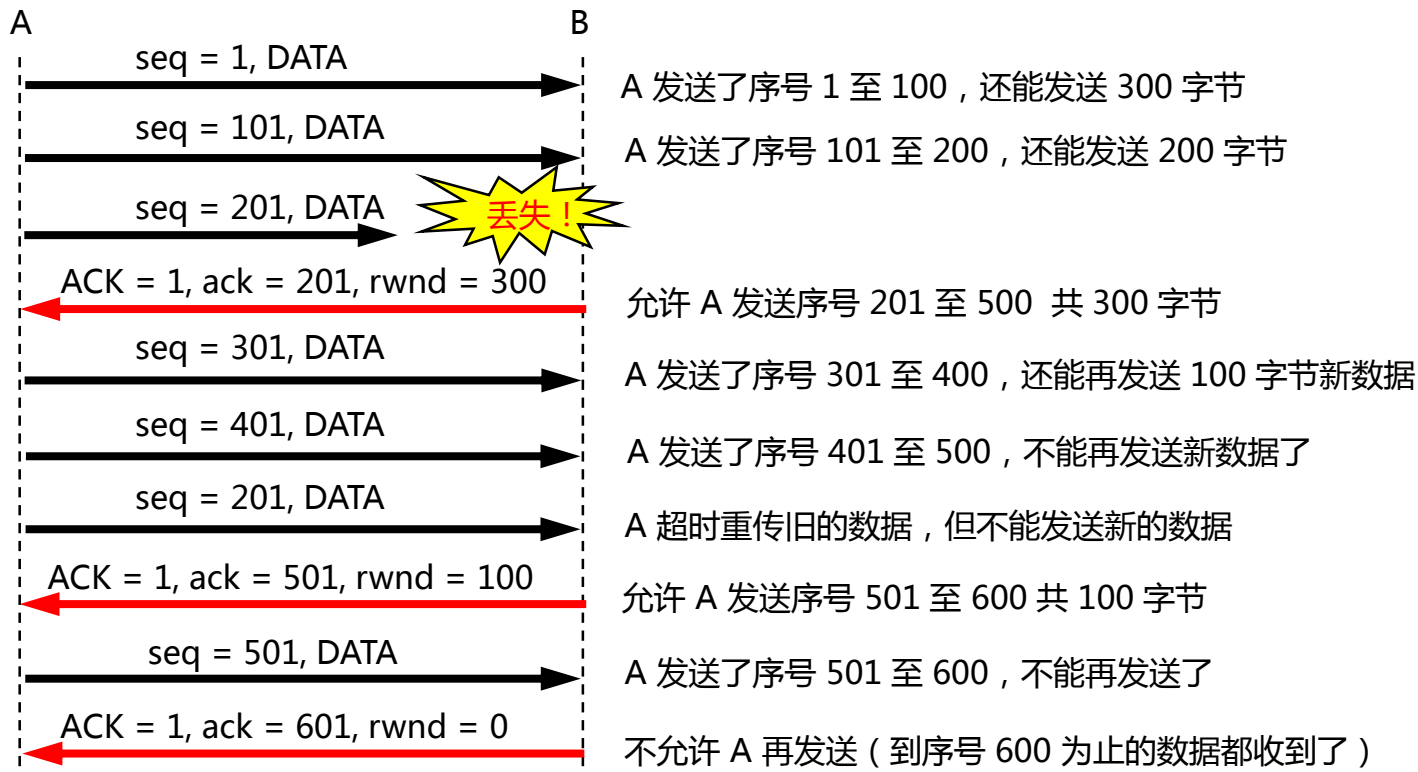 A
B
seq = 1, DATA
A 发送了序号 1 至 100，还能发送 300 字节
seq = 101, DATA
A 发送了序号 101 至 200，还能发送 200 字节
seq = 201, DATA
丢失！
ACK = 1, ack = 201, rwnd = 300
允许 A 发送序号 201 至 500 共 300 字节
seq = 301, DATA
A 发送了序号 301 至 400，还能再发送 100 字节新数据
seq = 401, DATA
A 发送了序号 401 至 500，不能再发送新数据了
seq = 201, DATA
A 超时重传旧的数据，但不能发送新的数据
ACK = 1, ack = 501, rwnd = 100
允许 A 发送序号 501 至 600 共 100 字节
seq = 501, DATA
A 发送了序号 501 至 600，不能再发送了
ACK = 1, ack = 601, rwnd = 0
不允许 A 再发送（到序号 600 为止的数据都收到了）